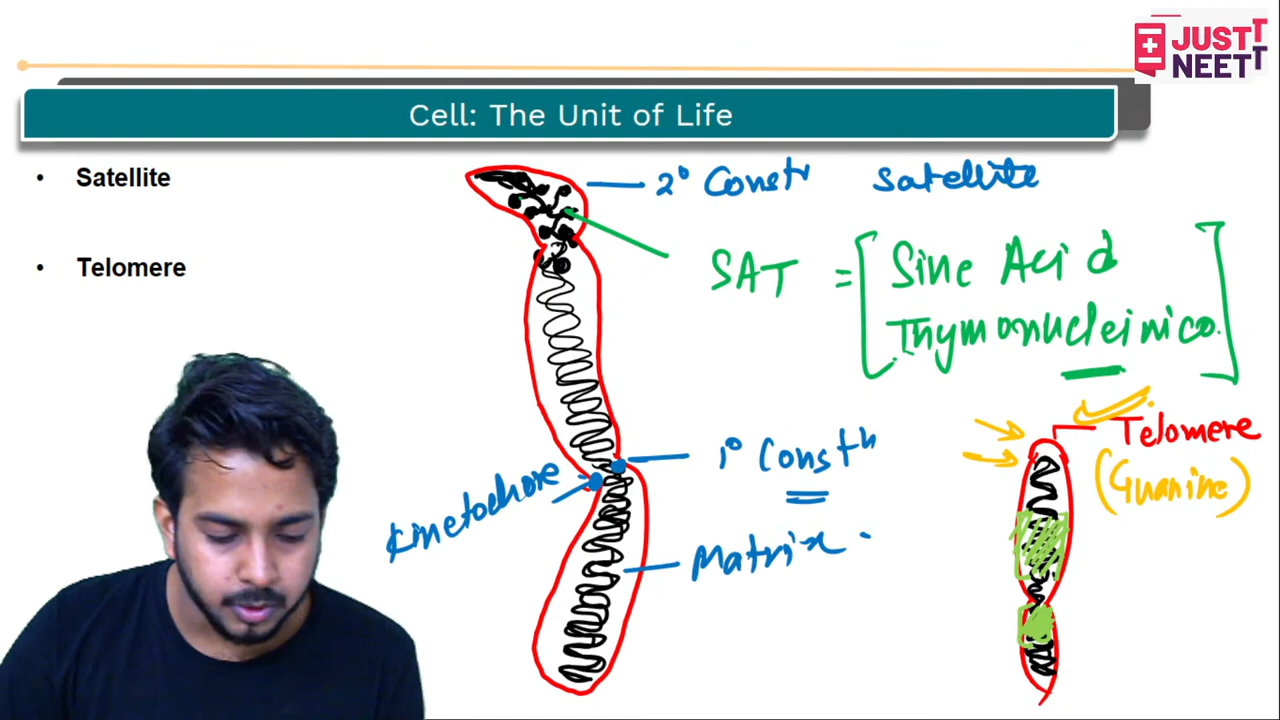 JUST
NEET
Cell: The Unit of Life
• Satellite
• Telomere
2° Constr Satellite
SAT = [Sine Acid
Thymonucleinico.]
Telomere
(Guanine)
1° Constn
Kinetochore
Matrix